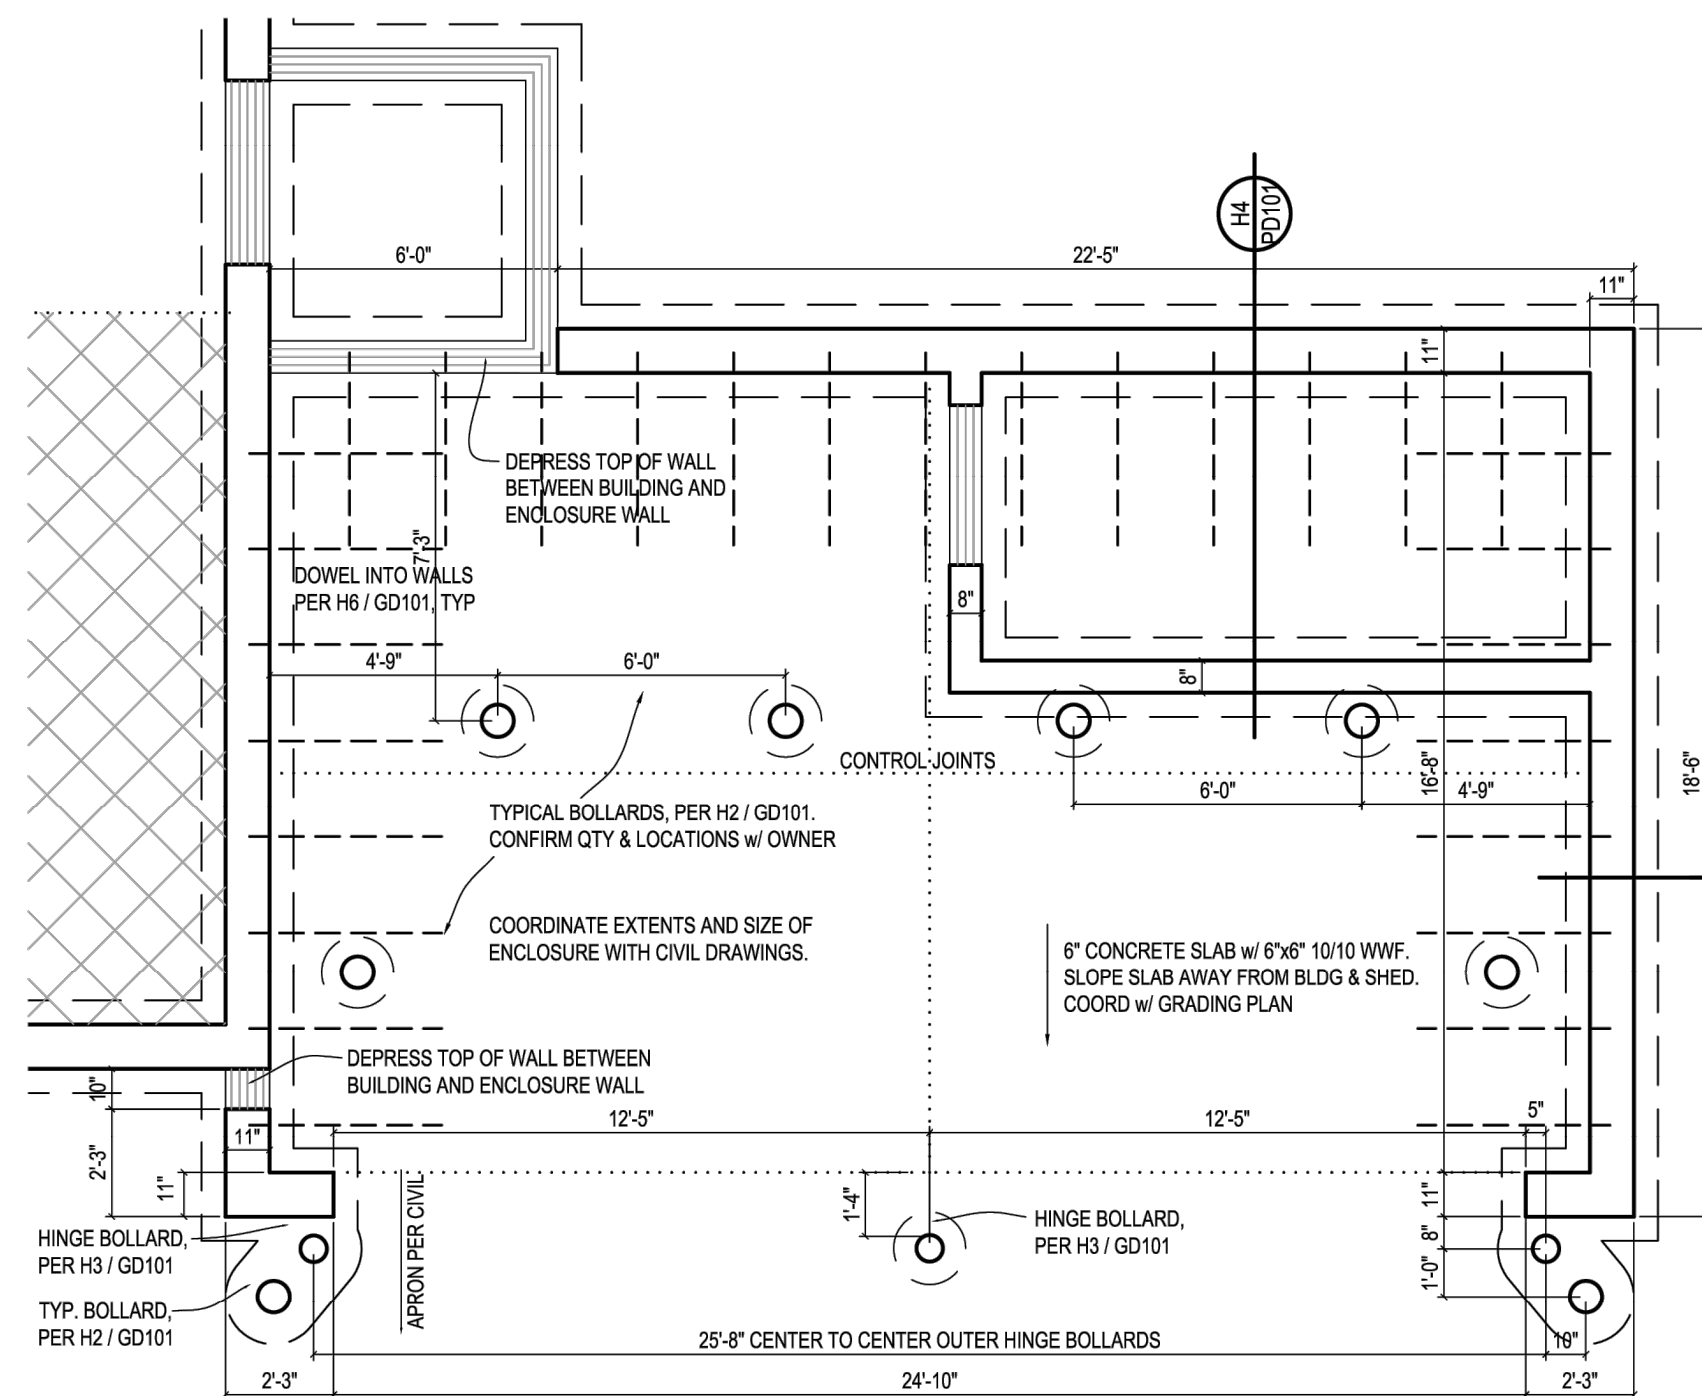 H4
PD101
6'-0"
22'-5"
11"
11"
DEPRESS TOP OF WALL
BETWEEN BUILDING AND
ENCLOSURE WALL
7'-3"
DOWEL INTO WALLS
PER H6 / GD101, TYP
8"
4'-9"
6'-0"
8"
CONTROL JOINTS
16'-8"
18'-6"
6'-0"
4'-9"
TYPICAL BOLLARDS, PER H2 / GD101.
CONFIRM QTY & LOCATIONS w/ OWNER
COORDINATE EXTENTS AND SIZE OF
ENCLOSURE WITH CIVIL DRAWINGS.
6" CONCRETE SLAB w/ 6"x6" 10/10 WWF.
SLOPE SLAB AWAY FROM BLDG & SHED.
COORD w/ GRADING PLAN
DEPRESS TOP OF WALL BETWEEN
BUILDING AND ENCLOSURE WALL
10"
12'-5"
12'-5"
5"
11"
2'-3"
11"
APRON PER CIVIL
1'-4"
11"
HINGE BOLLARD,
PER H3 / GD101
HINGE BOLLARD,
PER H3 / GD101
8"
1'-0"
TYP. BOLLARD,
PER H2 / GD101
25'-8" CENTER TO CENTER OUTER HINGE BOLLARDS
10"
2'-3"
24'-10"
2'-3"